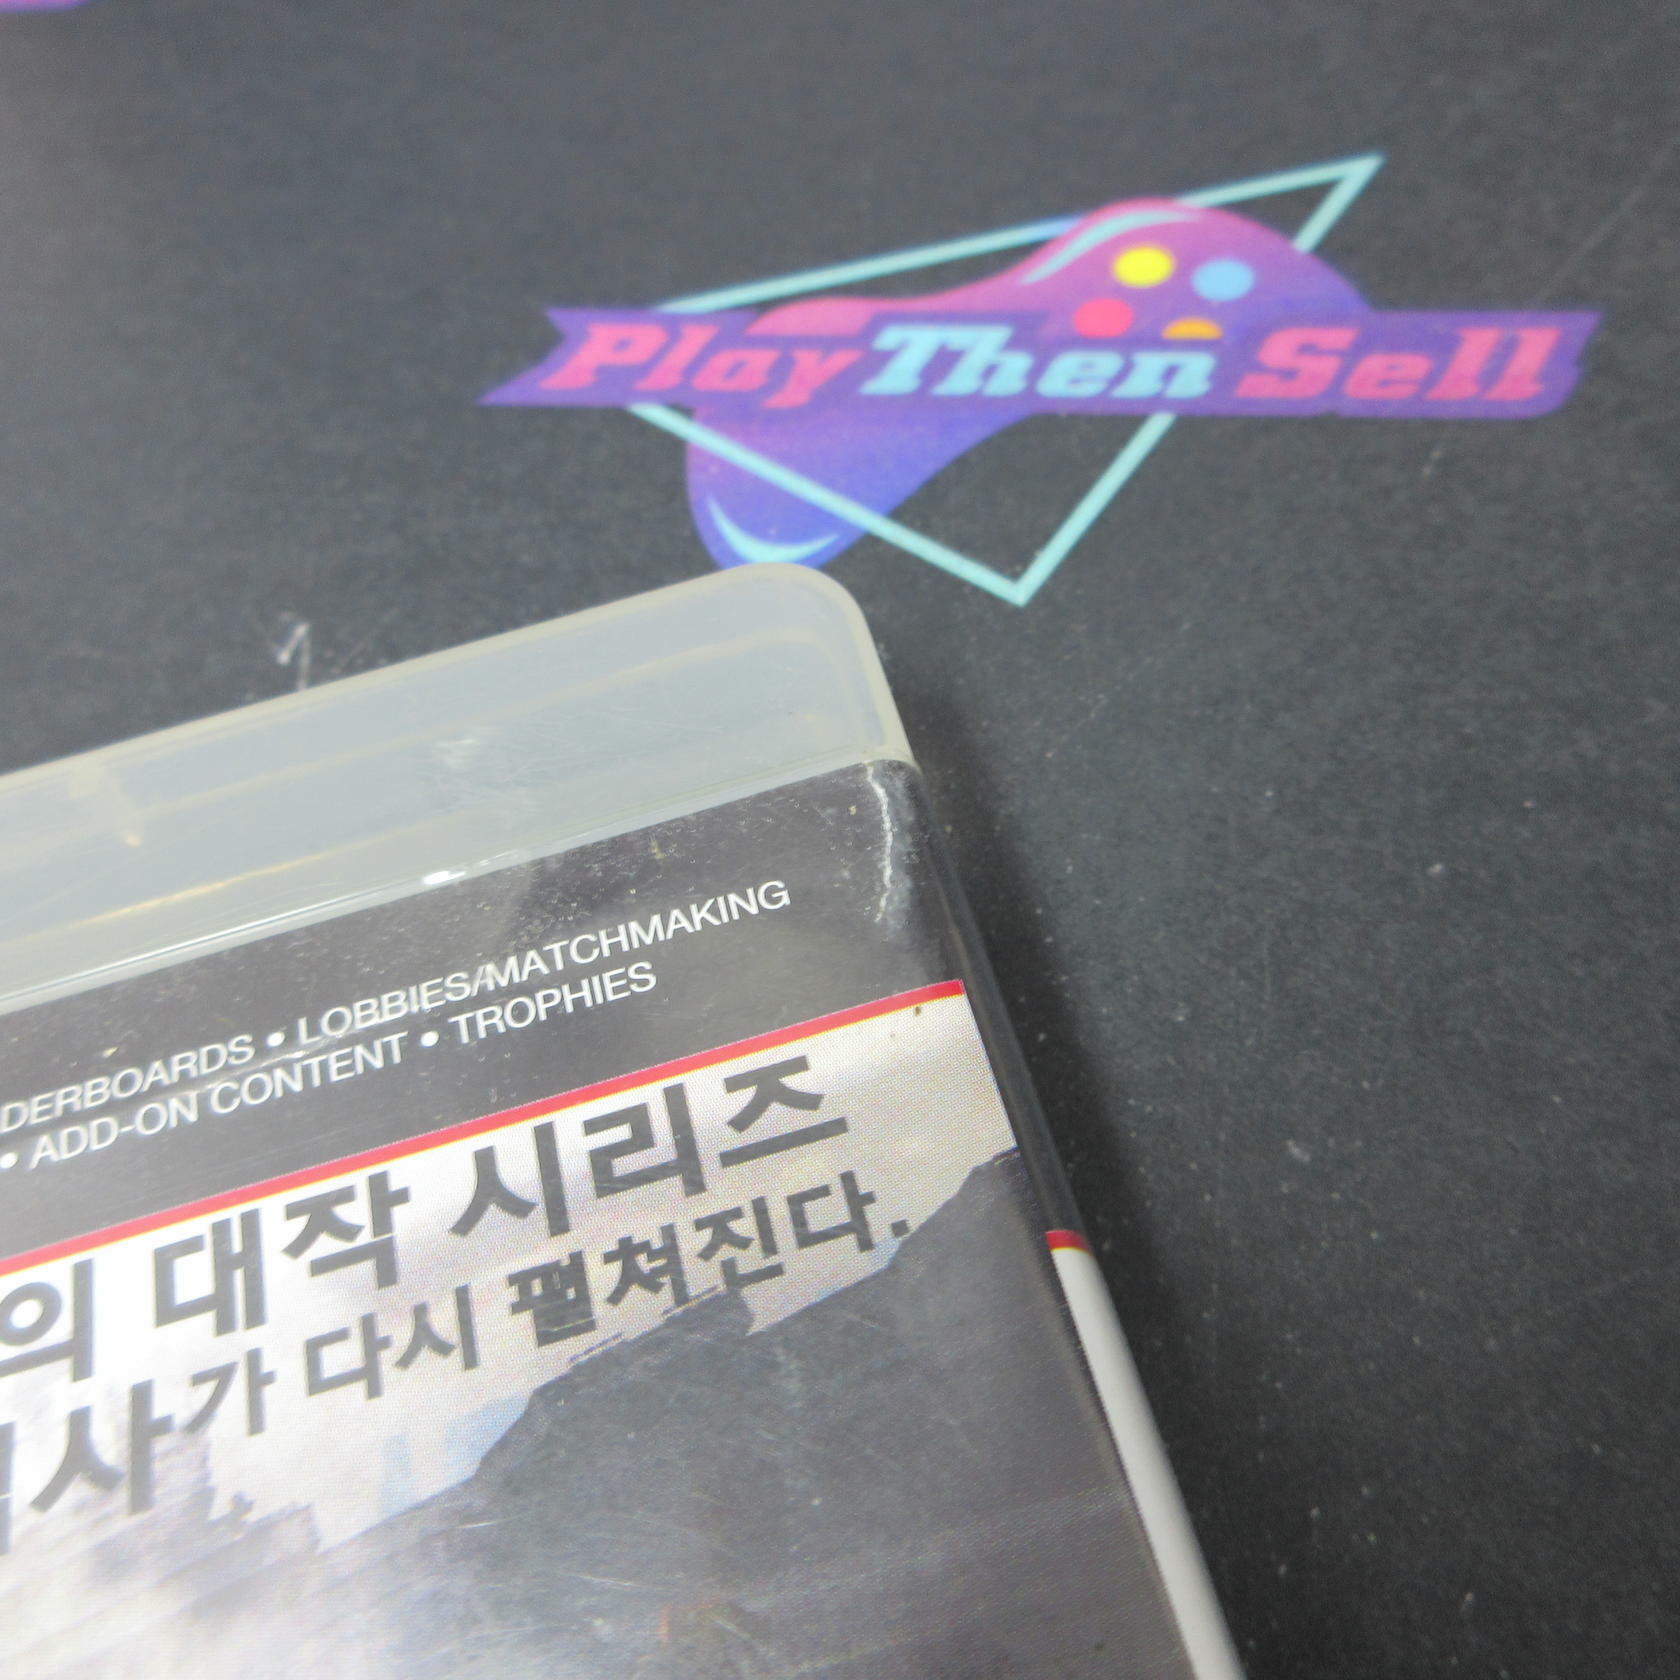 Play Then Sell
DERBOARDS • LOBBIES/MATCHMAKING
• ADD-ON CONTENT • TROPHIES
의 대작 시리즈
사가 다시 펼쳐진다.